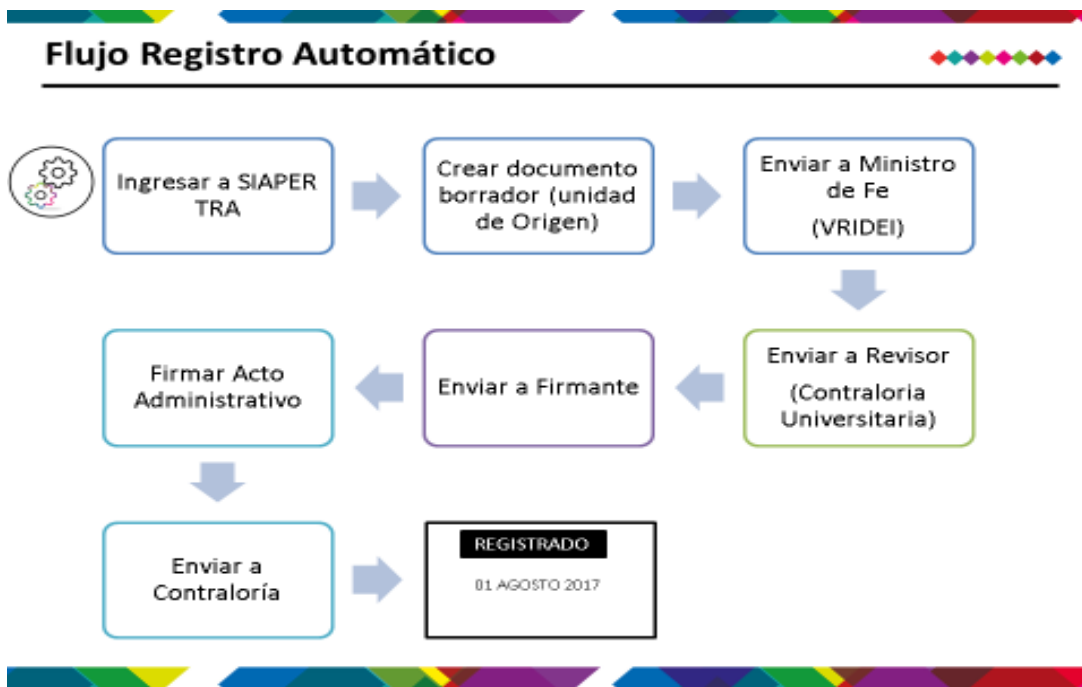 Flujo Registro Automático
Ingresar a SIAPER
TRA
Crear documento
borrador (unidad
de Origen)
Enviar a Ministro
de Fe
(VRIDEI)
Enviar a Revisor
(Contraloria
Universitaria)
Enviar a Firmante
Firmar Acto
Administrativo
Enviar a
Contraloría
REGISTRADO
01 AGOSTO 2017